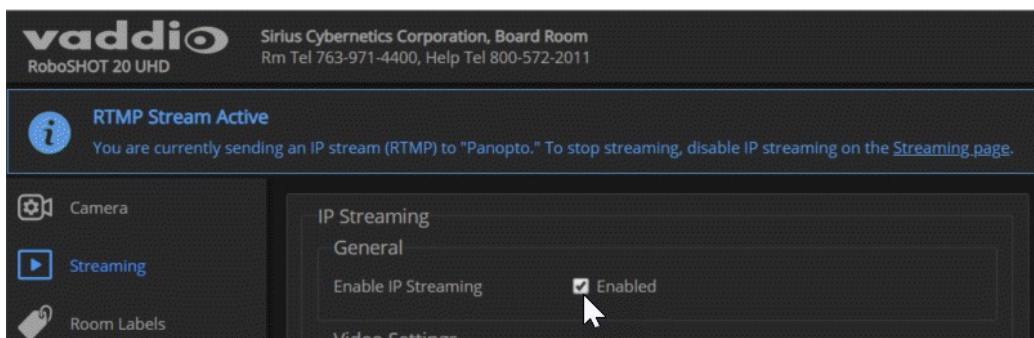 vaddio
RoboSHOT 20 UHD
Sirius Cybernetics Corporation, Board Room
Rm Tel 763-971-4400, Help Tel 800-572-2011
RTMP Stream Active
You are currently sending an IP stream (RTMP) to "Panopto." To stop streaming, disable IP streaming on the Streaming page.
Camera
Streaming
Room Labels
IP Streaming
General
Enable IP Streaming Enabled
Video Settings